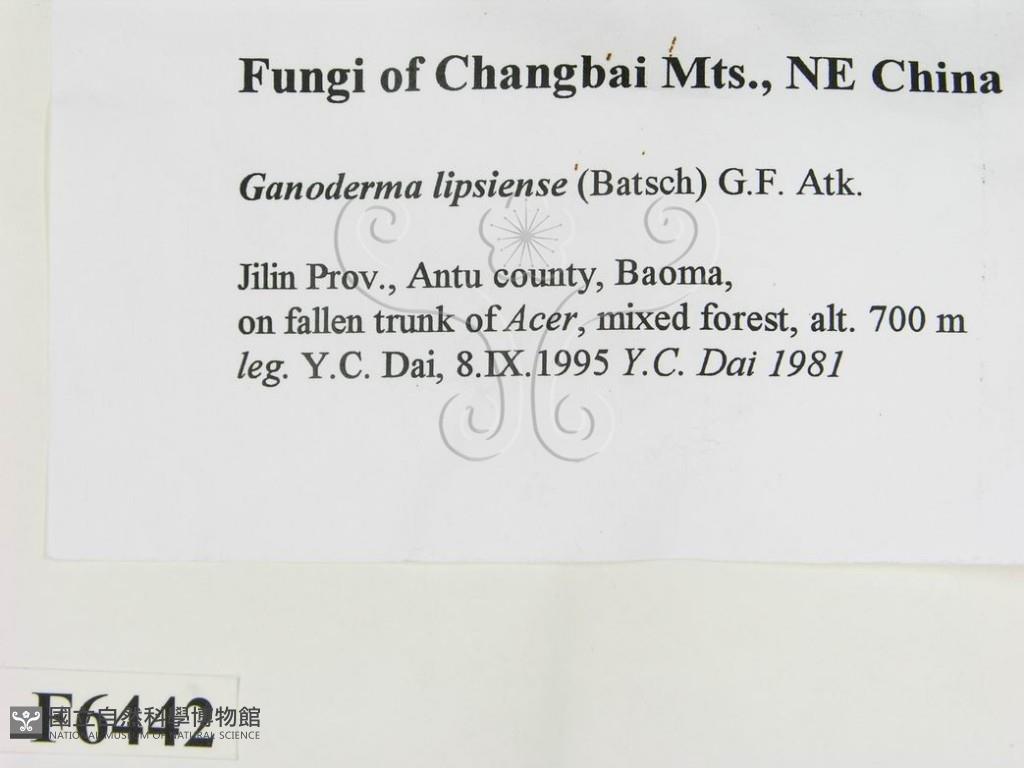 Fungi of Changbai Mts., NE China
Ganoderma lipsiense (Batsch) G.F. Atk.
Jilin Prov., Antu county, Baoma,
on fallen trunk of Acer, mixed forest, alt. 700 m
leg. Y.C. Dai, 8.IX.1995 Y.C. Dai 1981
F6442
國立自然科學博物館
NATIONAL MUSEUM OF NATURAL SCIENCE